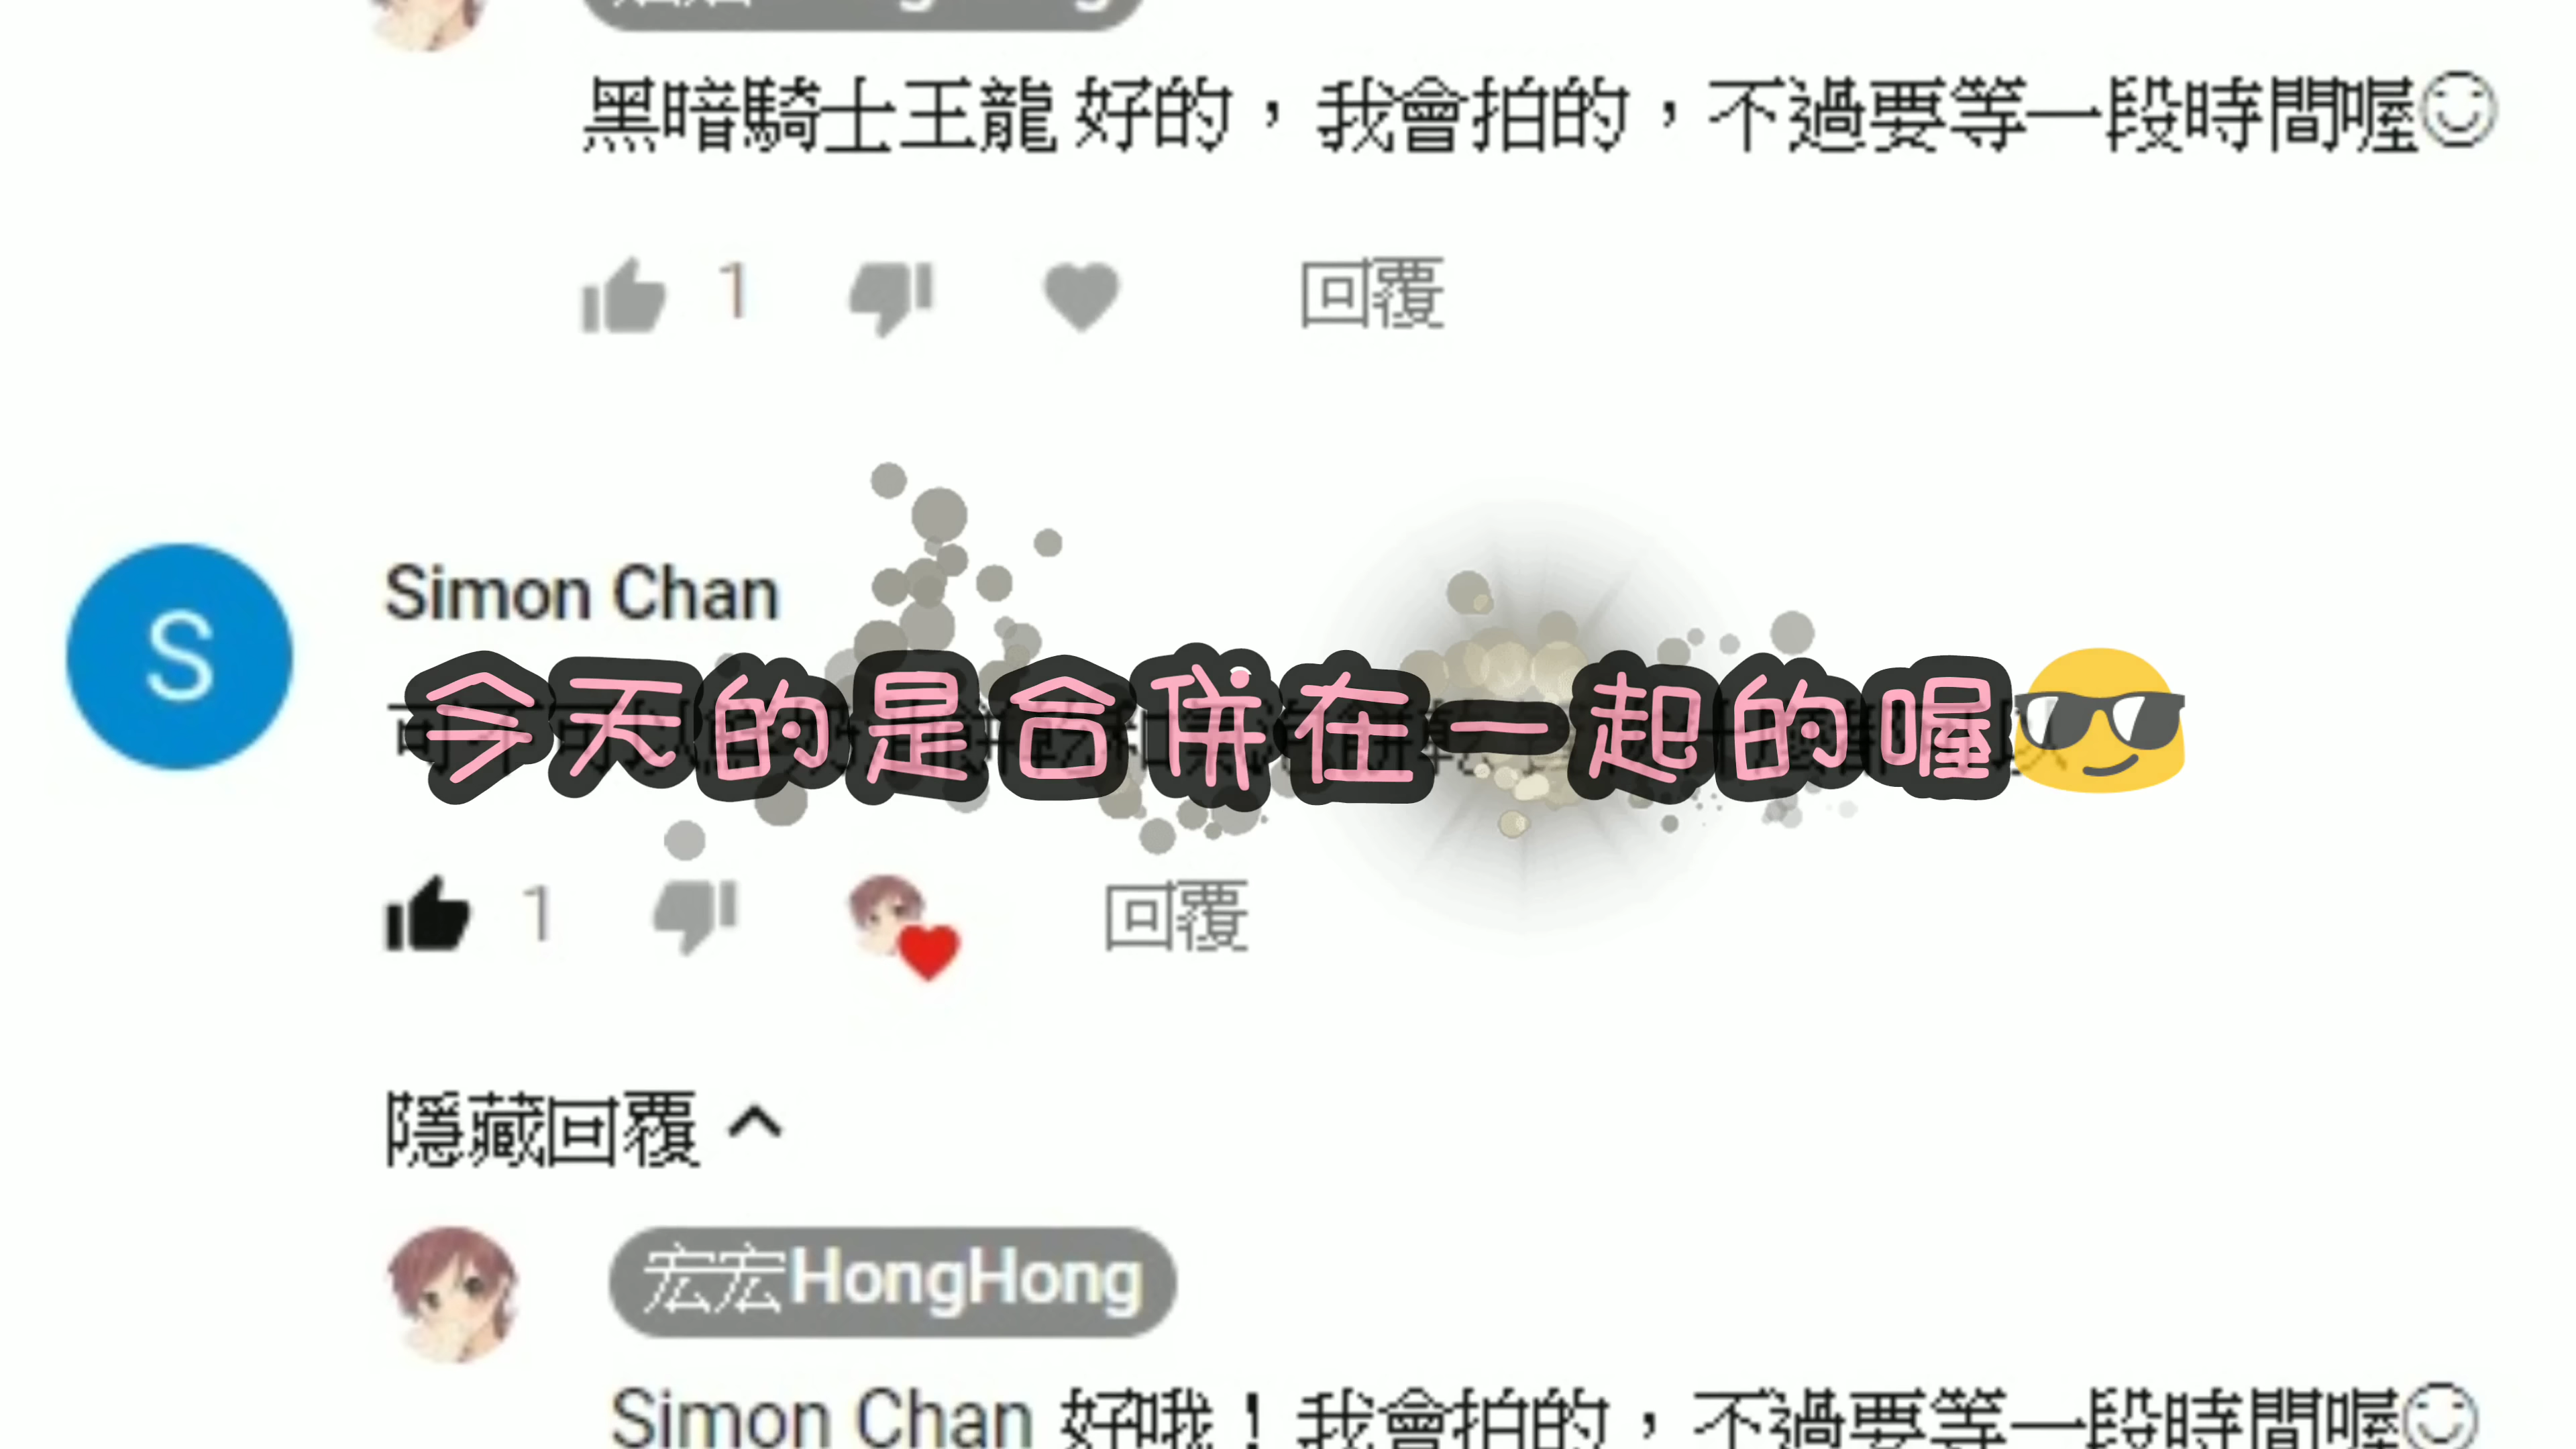 黑暗騎士王龍 好的，我會拍的，不過要等一段時間喔☺
1 回覆
S
Simon Chan
今天的是合併在一起的喔😎
1 回覆
隱藏回覆
宏宏HongHong
Simon Chan 好哦！我會拍的，不過要等一段時間喔☺